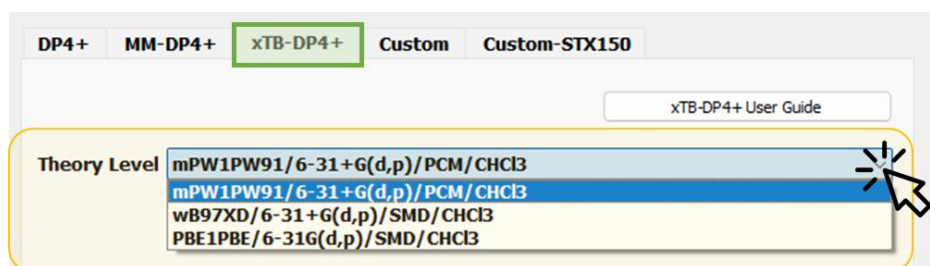 DP4+ MM-DP4+ xTB-DP4+ Custom Custom-STX150
xTB-DP4+ User Guide
Theory Level mPW1PW91/6-31+G(d,p)/PCM/CHCl3
mPW1PW91/6-31+G(d,p)/PCM/CHCl3
wB97XD/6-31+G(d,p)/SMD/CHCl3
PBE1PBE/6-31G(d,p)/SMD/CHCl3